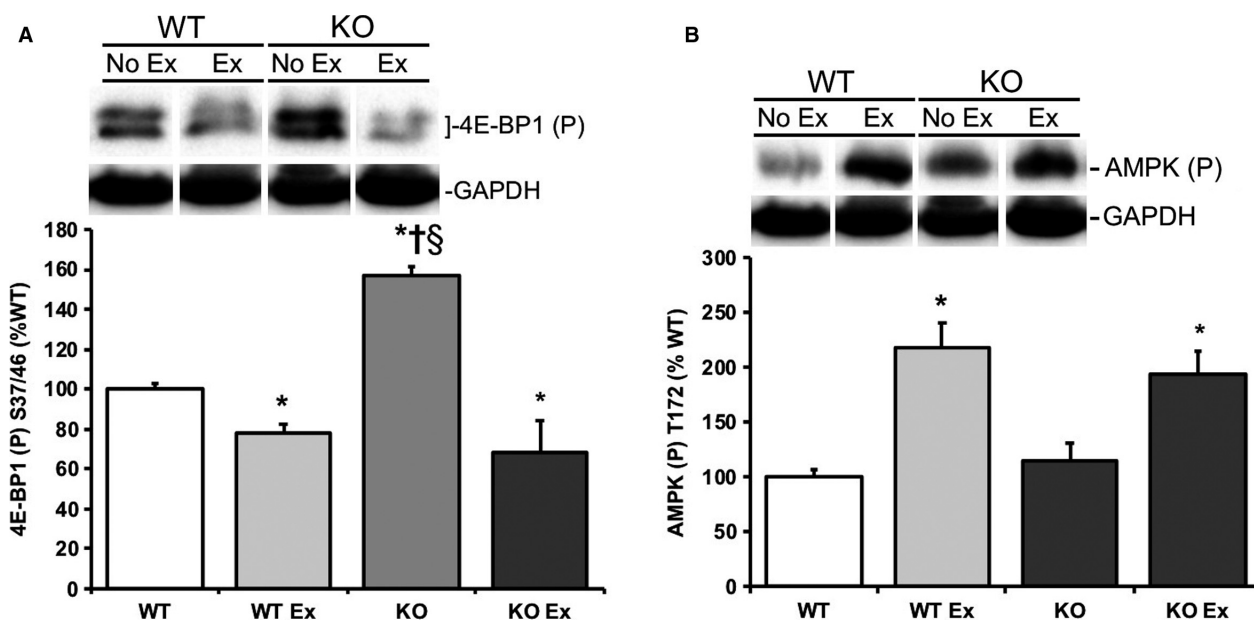 A
WT KO
No Ex Ex No Ex Ex
]-4E-BP1 (P)
-GAPDH
4E-BP1 (P) S37/46 (%WT)
180
160
140
120
100
80
60
40
20
0
*
*†§
*
WT WT Ex KO KO Ex
B
WT KO
No Ex Ex No Ex Ex
- AMPK (P)
-GAPDH
AMPK (P) T172 (% WT)
300
250
200
150
100
50
0
*
*
WT WT Ex KO KO Ex